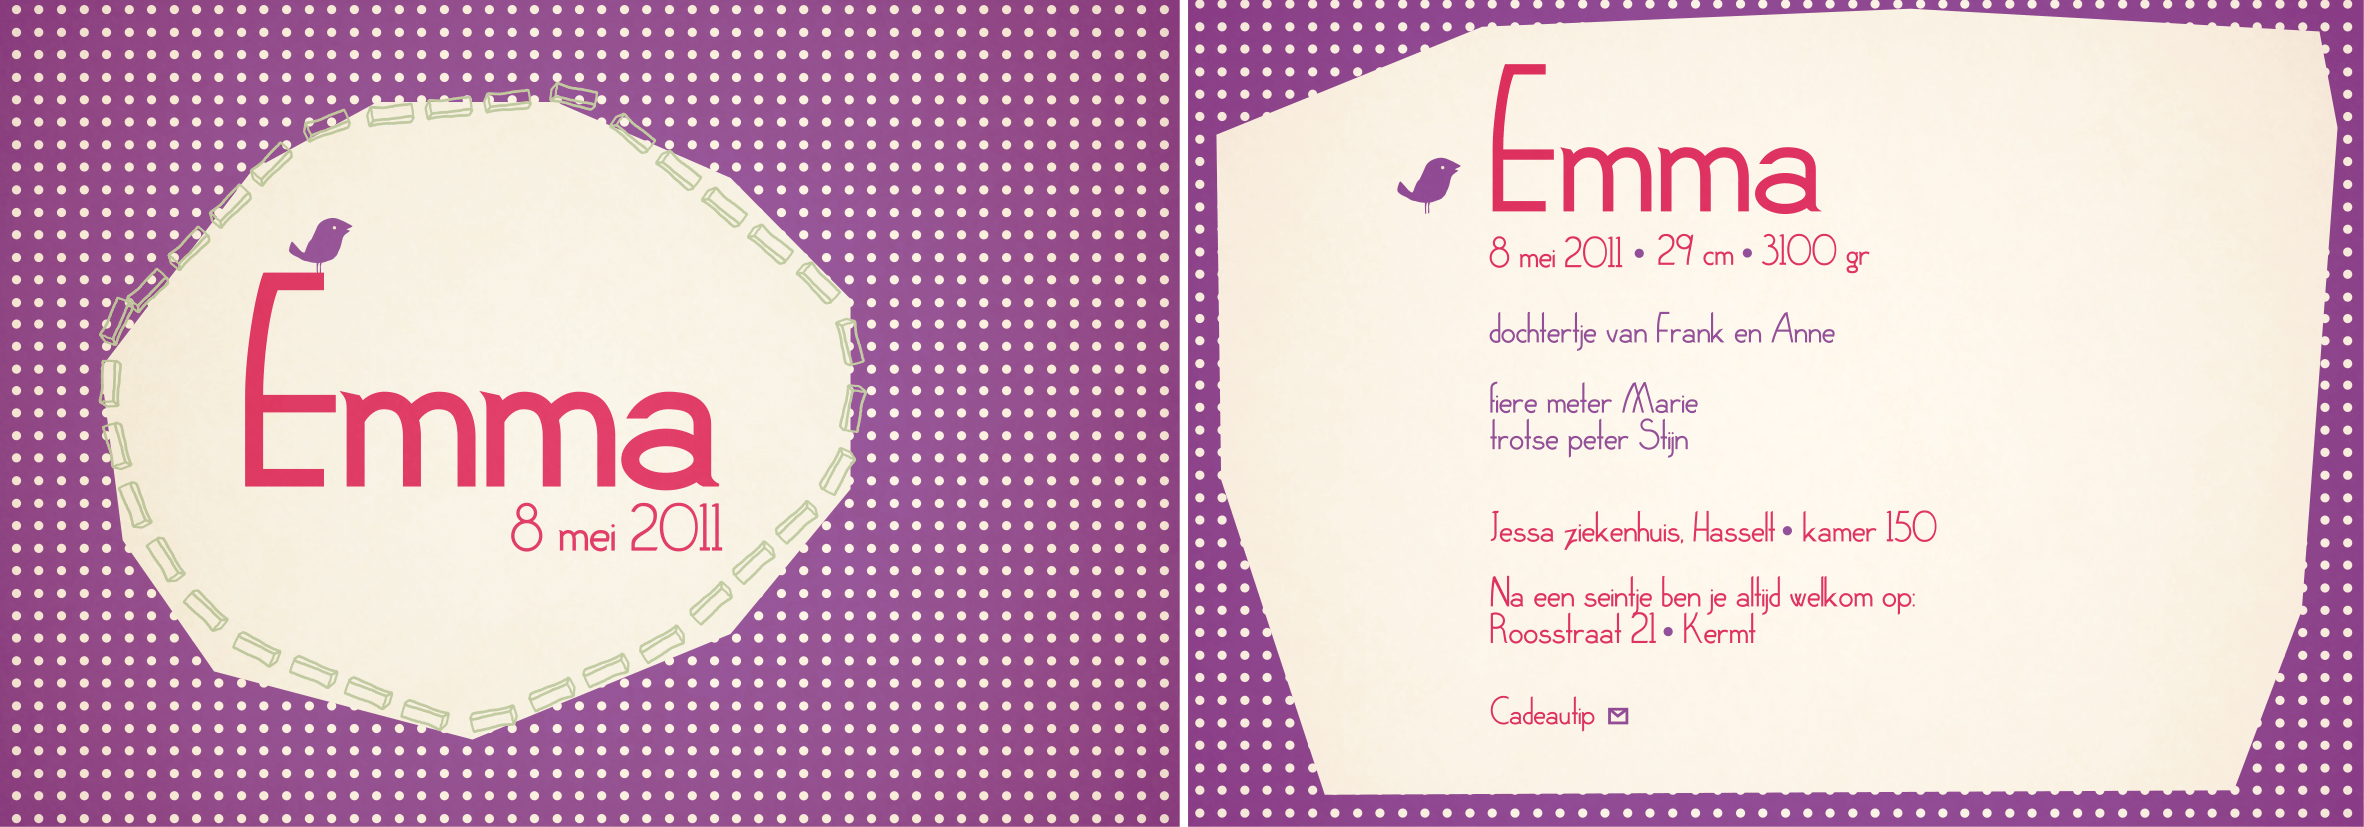 Emma
8 mei 2011
Emma
8 mei 2011 • 29 cm • 3100 gr
dochtertje van Frank en Anne
fiere meter Marie
trotse peter Stijn
Jessa ziekenhuis, Hasselt • kamer 150
Na een seintje ben je altijd welkom op:
Roosstraat 21 • Kermt
Cadeautip